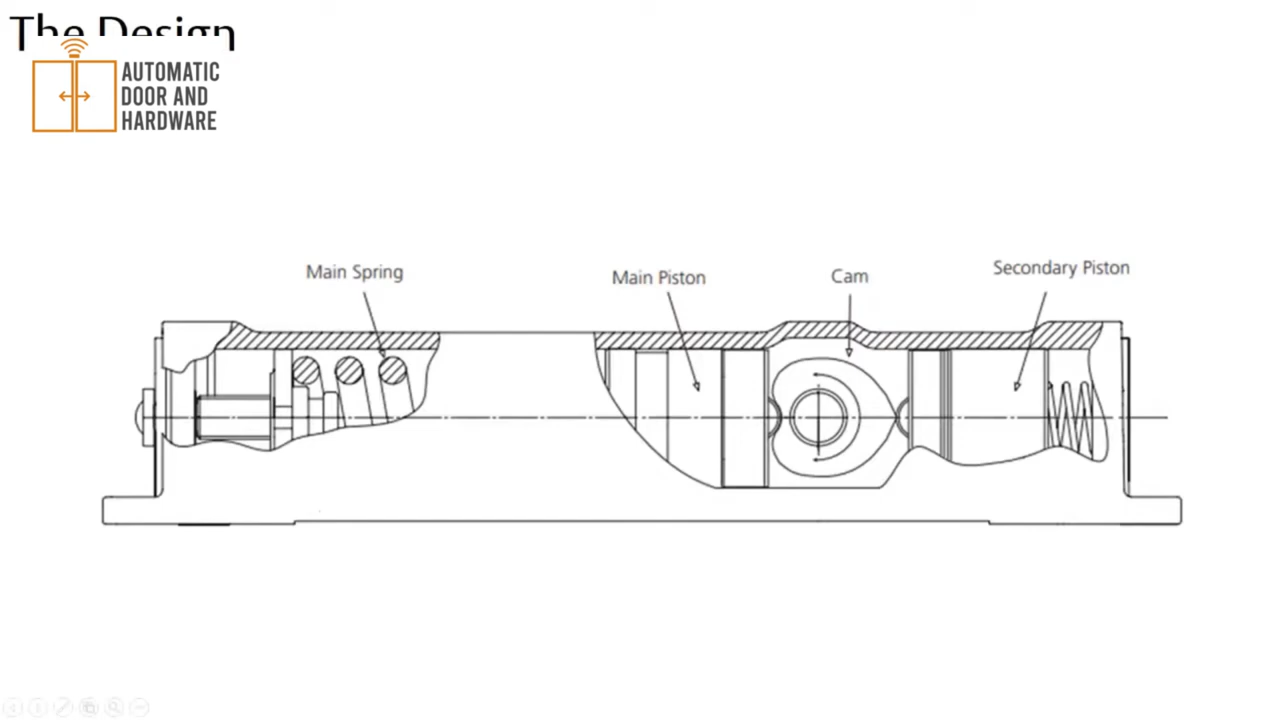 The Design
AUTOMATIC
DOOR AND
HARDWARE
Main Spring
Main Piston
Cam
Secondary Piston